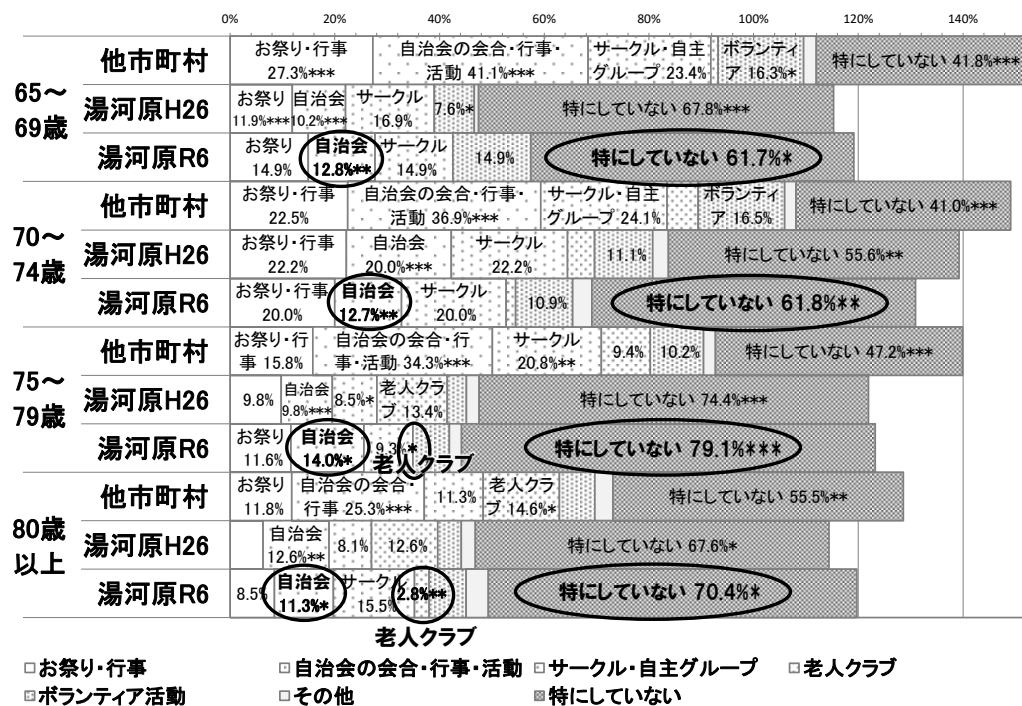 0% 20% 40% 60% 80% 100% 120% 140%
65～69歳
他市町村
お祭り・行事 27.3%***
自治会の会合・行事・活動 41.1%***
サークル・自主グループ 23.4%
ボランティア 16.3%*
特にしていない 41.8%***
湯河原H26
お祭り 11.9%***
自治会 10.2%***
サークル 16.9%
7.6%*
特にしていない 67.8%***
湯河原R6
お祭り 14.9%
自治会 12.8%**
サークル 14.9%
14.9%
特にしていない 61.7%*
70～74歳
他市町村
お祭り・行事 22.5%
自治会の会合・行事・活動 36.9%***
サークル・自主グループ 24.1%
ボランティア 16.5%
特にしていない 41.0%***
湯河原H26
お祭り・行事 22.2%
自治会 20.0%***
サークル 22.2%
11.1%
特にしていない 55.6%**
湯河原R6
お祭り・行事 20.0%
自治会 12.7%**
サークル 20.0%
10.9%
特にしていない 61.8%**
75～79歳
他市町村
お祭り・行事 15.8%
自治会の会合・行事・活動 34.3%***
サークル 20.8%**
9.4%
10.2%
特にしていない 47.2%***
湯河原H26
9.8%
自治会 9.8%***
8.5%*
老人クラブ 13.4%
特にしていない 74.4%***
湯河原R6
お祭り 11.6%
自治会 14.0%*
9.3%*
老人クラブ
特にしていない 79.1%***
80歳以上
他市町村
お祭り 11.8%
自治会の会合・行事 25.3%***
11.3%
老人クラブ 14.6%*
特にしていない 55.5%**
湯河原H26
自治会 12.6%**
8.1%
12.6%
特にしていない 67.6%*
湯河原R6
8.5%
自治会 11.3%*
サークル 15.5%
2.8%**
老人クラブ
特にしていない 70.4%*
お祭り・行事
自治会の会合・行事・活動
サークル・自主グループ
老人クラブ
ボランティア活動
その他
特にしていない